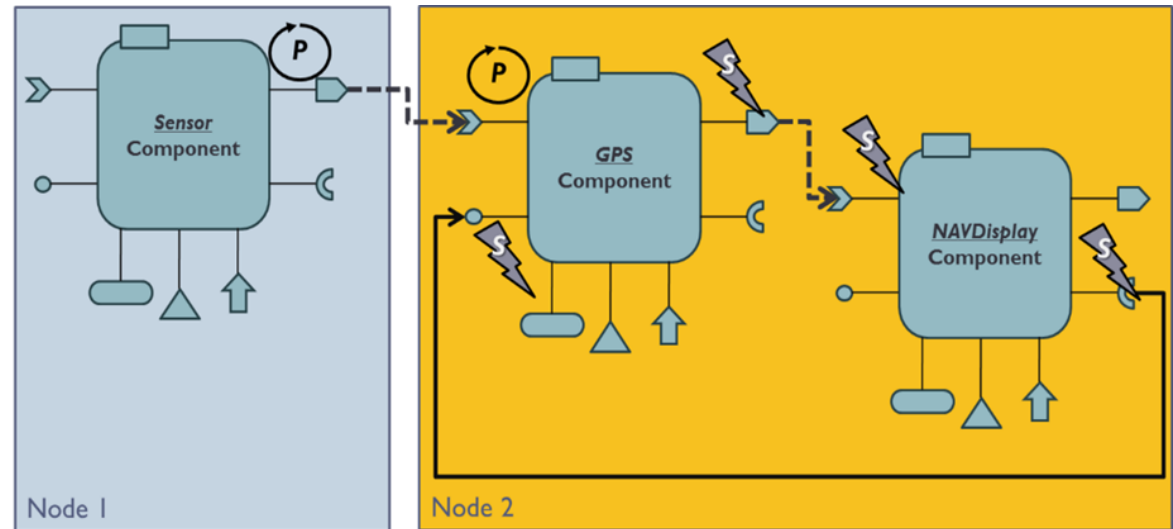 P
Sensor
Component
Node 1
P
S
GPS
Component
S
S
NAVDisplay
Component
S
Node 2